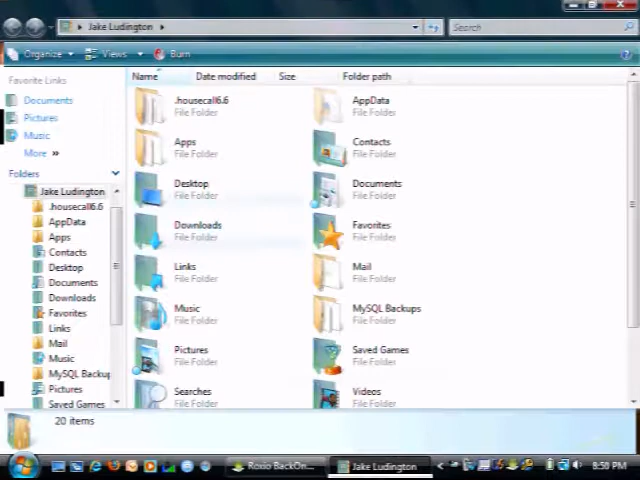 Jake Ludington
Search
Organize Views Burn
Favorite Links
Documents
Pictures
Music
More »
Folders
Jake Ludington
.housecall6.6
AppData
Apps
Contacts
Desktop
Documents
Downloads
Favorites
Links
Mail
Music
MySQL Backup
Pictures
Saved Games
Name Date modified Size Folder path
.housecall6.6
File Folder
AppData
File Folder
Apps
File Folder
Contacts
File Folder
Desktop
File Folder
Documents
File Folder
Downloads
File Folder
Favorites
File Folder
Links
File Folder
Mail
File Folder
Music
File Folder
MySQL Backups
File Folder
Pictures
File Folder
Saved Games
File Folder
Searches
File Folder
Videos
File Folder
20 items
Roxio BackOn... Jake Ludington 8:50 PM